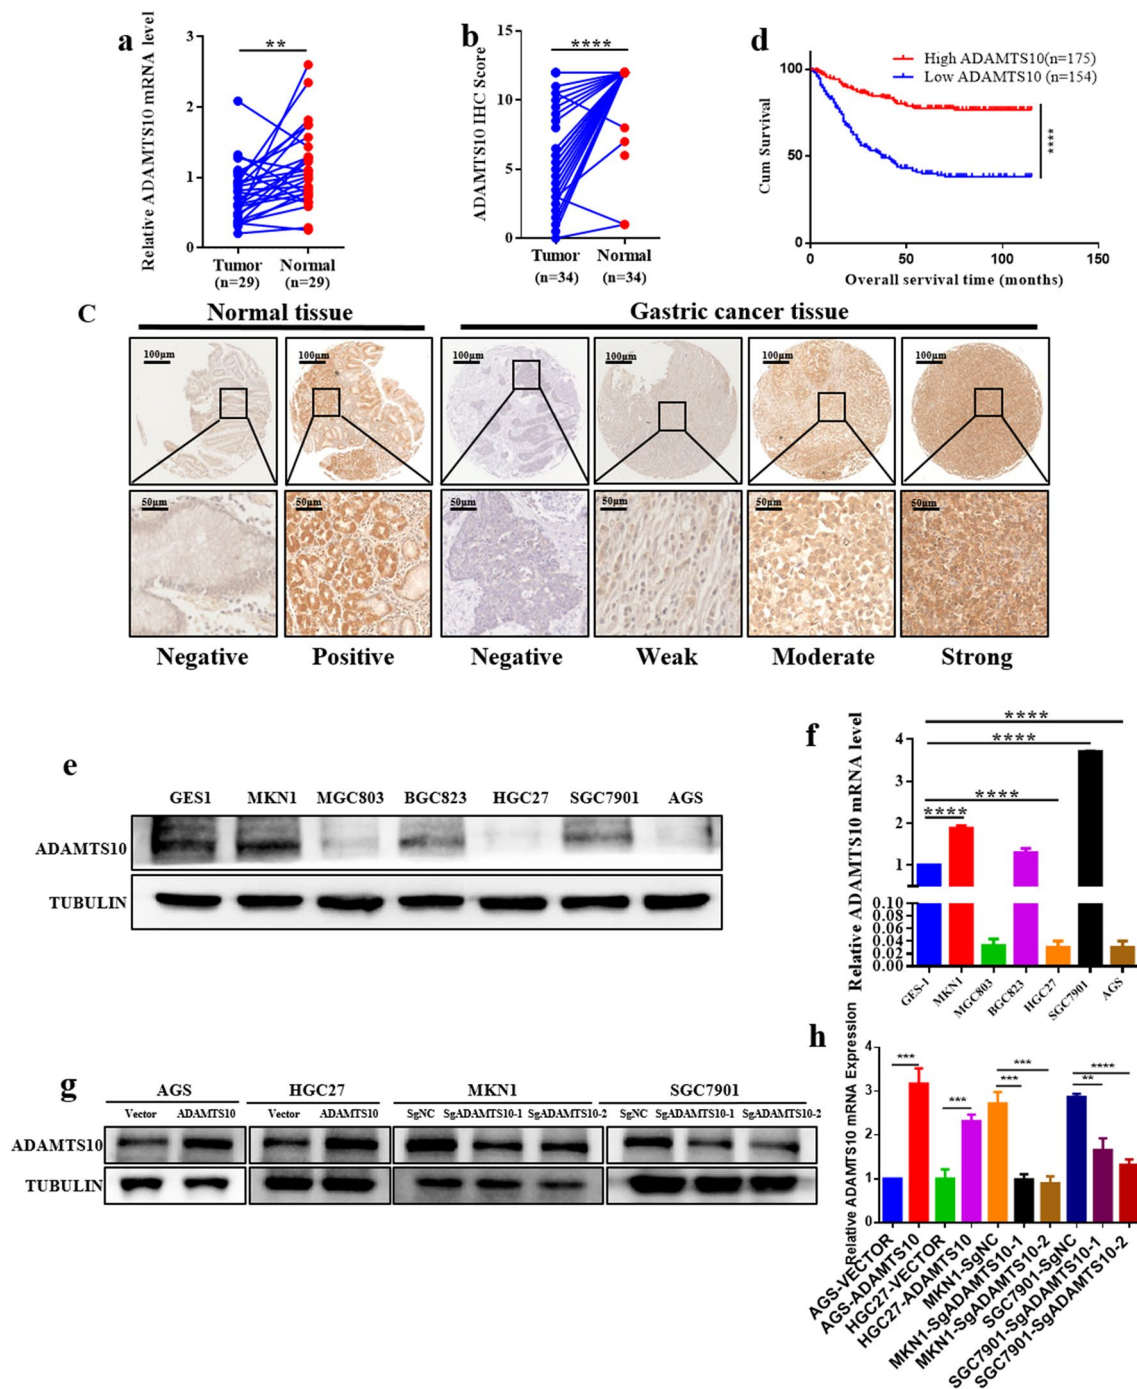 a
Relative ADAMTS10 mRNA level
3
2
1
0
**
Tumor
(n=29)
Normal
(n=29)
b
ADAMTS10 IHC Score
15
10
5
0
****
Tumor
(n=34)
Normal
(n=34)
d
Cum Survival
100
50
0
0
50
100
150
High ADAMTS10(n=175)
Low ADAMTS10 (n=154)
****
Overall servival time (months)
C
Normal tissue
Gastric cancer tissue
100μm
100μm
100μm
100μm
100μm
100μm
50μm
50μm
50μm
50μm
50μm
50μm
Negative
Positive
Negative
Weak
Moderate
Strong
e
GES1 MKN1 MGC803 BGC823 HGC27 SGC7901 AGS
ADAMTS10
TUBULIN
f
Relative ADAMTS10 mRNA level
****
****
****
****
4
3
2
1
0.10
0.08
0.06
0.04
0.02
0.00
GES-1
MKN1
MGC803
BGC823
HGC27
SGC7901
AGS
g
AGS HGC27 MKN1 SGC7901
Vector ADAMTS10 Vector ADAMTS10 SgNC SgADAMTS10-1 SgADAMTS10-2 SgNC SgADAMTS10-1 SgADAMTS10-2
ADAMTS10
TUBULIN
h
Relative ADAMTS10 mRNA Expression
4
3
2
1
0
***
***
***
***
****
**
AGS-VECTOR
AGS-ADAMTS10
HGC27-VECTOR
HGC27-ADAMTS10
MKN1-SgNC
MKN1-SgADAMTS10-1
MKN1-SgADAMTS10-2
SGC7901-SgNC
SGC7901-SgADAMTS10-1
SGC7901-SgADAMTS10-2